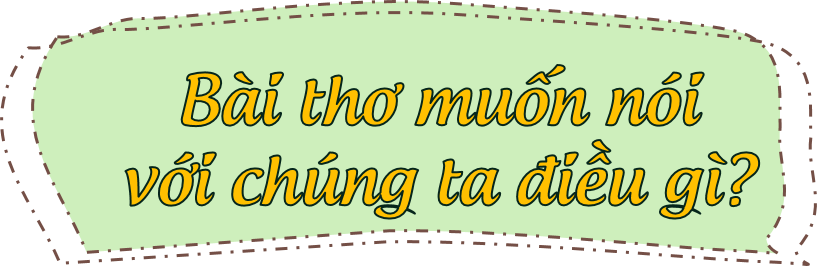 Bài thơ muốn nói
với chúng ta điều gì?